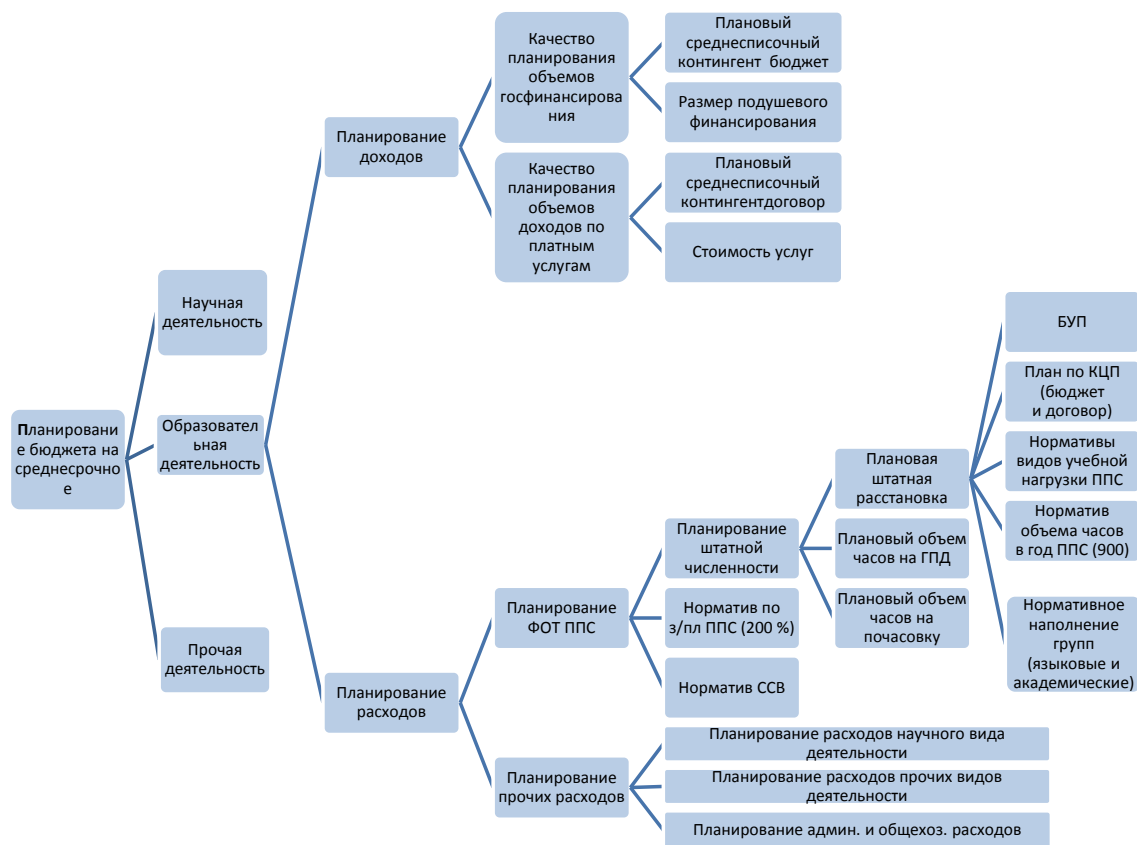 Планировани
е бюджета на
среднесрочно
е
Научная
деятельность
Образовател
ьная
деятельность
Прочая
деятельность
Планирование
доходов
Качество
планирования
объемов
госфинансирова
ния
Плановый
среднесписочный
контингент бюджет
Размер подушевого
финансирования
Качество
планирования
объемов
доходов по
платным
услугам
Плановый
среднесписочный
контингентдоговор
Стоимость услуг
Планирование
расходов
Планирование
ФОТ ППС
Планирование
штатной
численности
Плановая
штатная
расстановка
БУП
План по КЦП
(бюджет
и договор)
Нормативы
видов учебной
нагрузки ППС
Норматив
объема часов
в год ППС (900)
Нормативное
наполнение
групп
(языковые и
академические)
Плановый объем
часов на ГПД
Плановый объем
часов на
почасовку
Норматив по
з/пл ППС (200 %)
Норматив ССВ
Планирование
прочих расходов
Планирование расходов научного вида
деятельности
Планирование расходов прочих видов
деятельности
Планирование админ. и общехоз. расходов